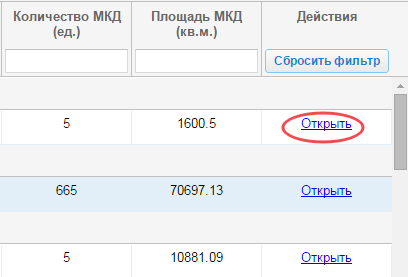 Количество МКД Площадь МКД Действия
(ед.) (кв.м.)
Сбросить фильтр
5 1600.5 Открыть
665 70697.13 Открыть
5 10881.09 Открыть